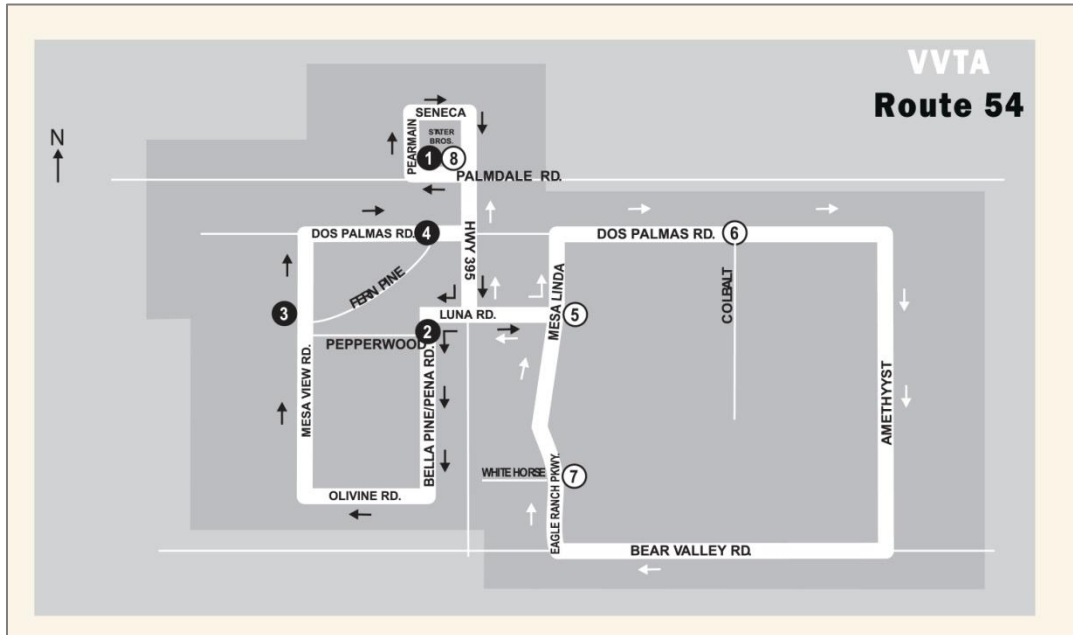 VVTA
Route 54
N
SENECA
PEARMAIN
STATER
BROS.
1
8
PALMDALE RD.
DOS PALMAS RD.
4
HWY 395
DOS PALMAS RD.
6
FERN PINE
MESA LINDA
COLBALT
3
LUNA RD.
5
2
PEPPERWOOD
MESA VIEW RD.
BELLA PINE/PENA RD.
AMETHYYST
WHITE HORSE
7
EAGLE RANCH PKWY.
OLIVINE RD.
BEAR VALLEY RD.